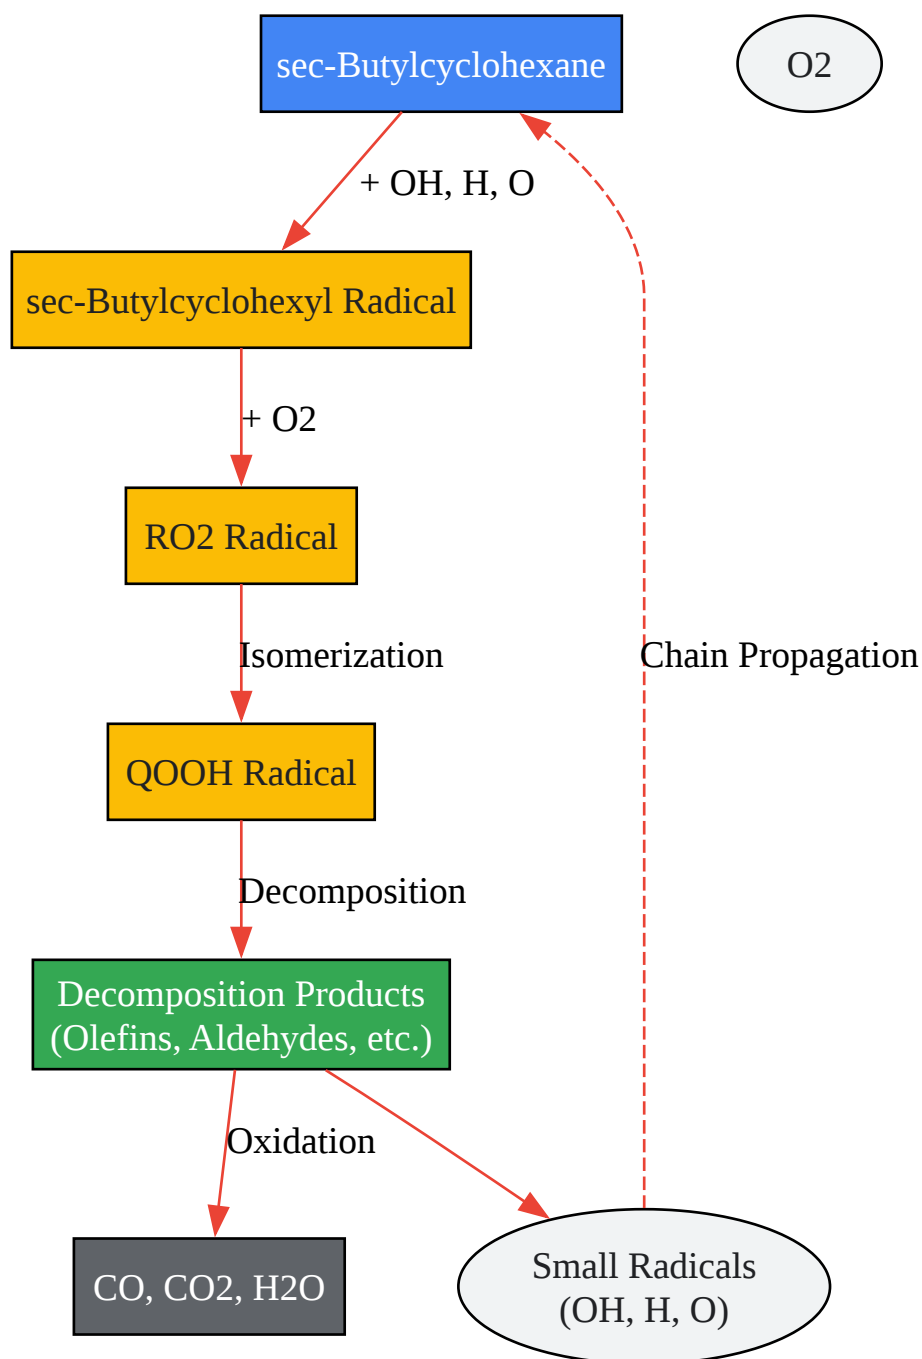 sec-Butylcyclohexane
O2
+ OH, H, O
sec-Butylcyclohexyl Radical
+ O2
RO2 Radical
Isomerization
Chain Propagation
QOOH Radical
Decomposition
Decomposition Products
(Olefins, Aldehydes, etc.)
Oxidation
CO, CO2, H2O
Small Radicals
(OH, H, O)